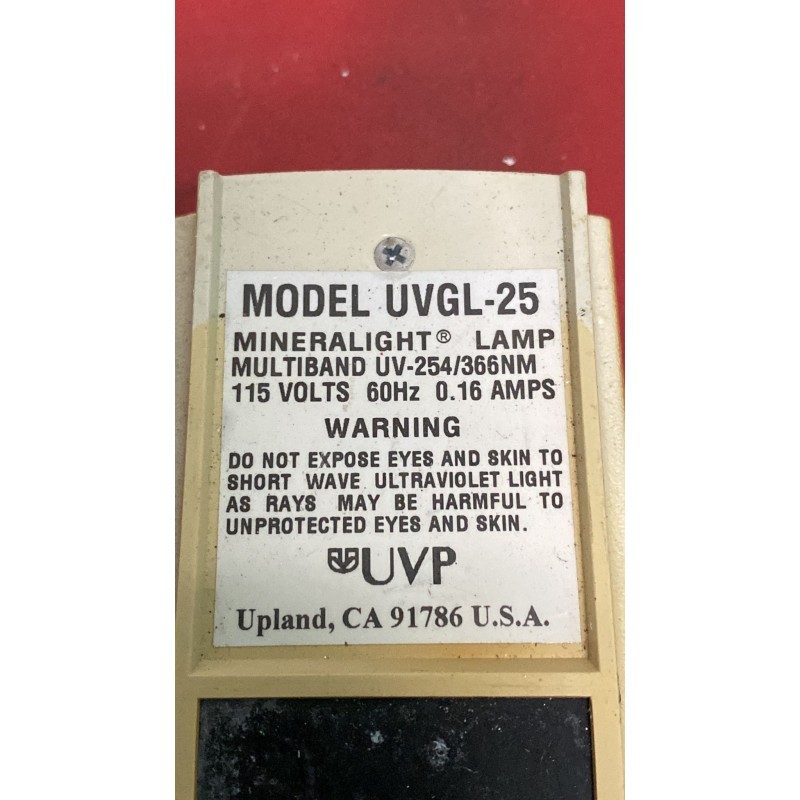 MODEL UVGL-25
MINERALIGHT® LAMP
MULTIBAND UV-254/366NM
115 VOLTS 60Hz 0.16 AMPS
WARNING
DO NOT EXPOSE EYES AND SKIN TO
SHORT WAVE ULTRAVIOLET LIGHT
AS RAYS MAY BE HARMFUL TO
UNPROTECTED EYES AND SKIN.
UVP
Upland, CA 91786 U.S.A.